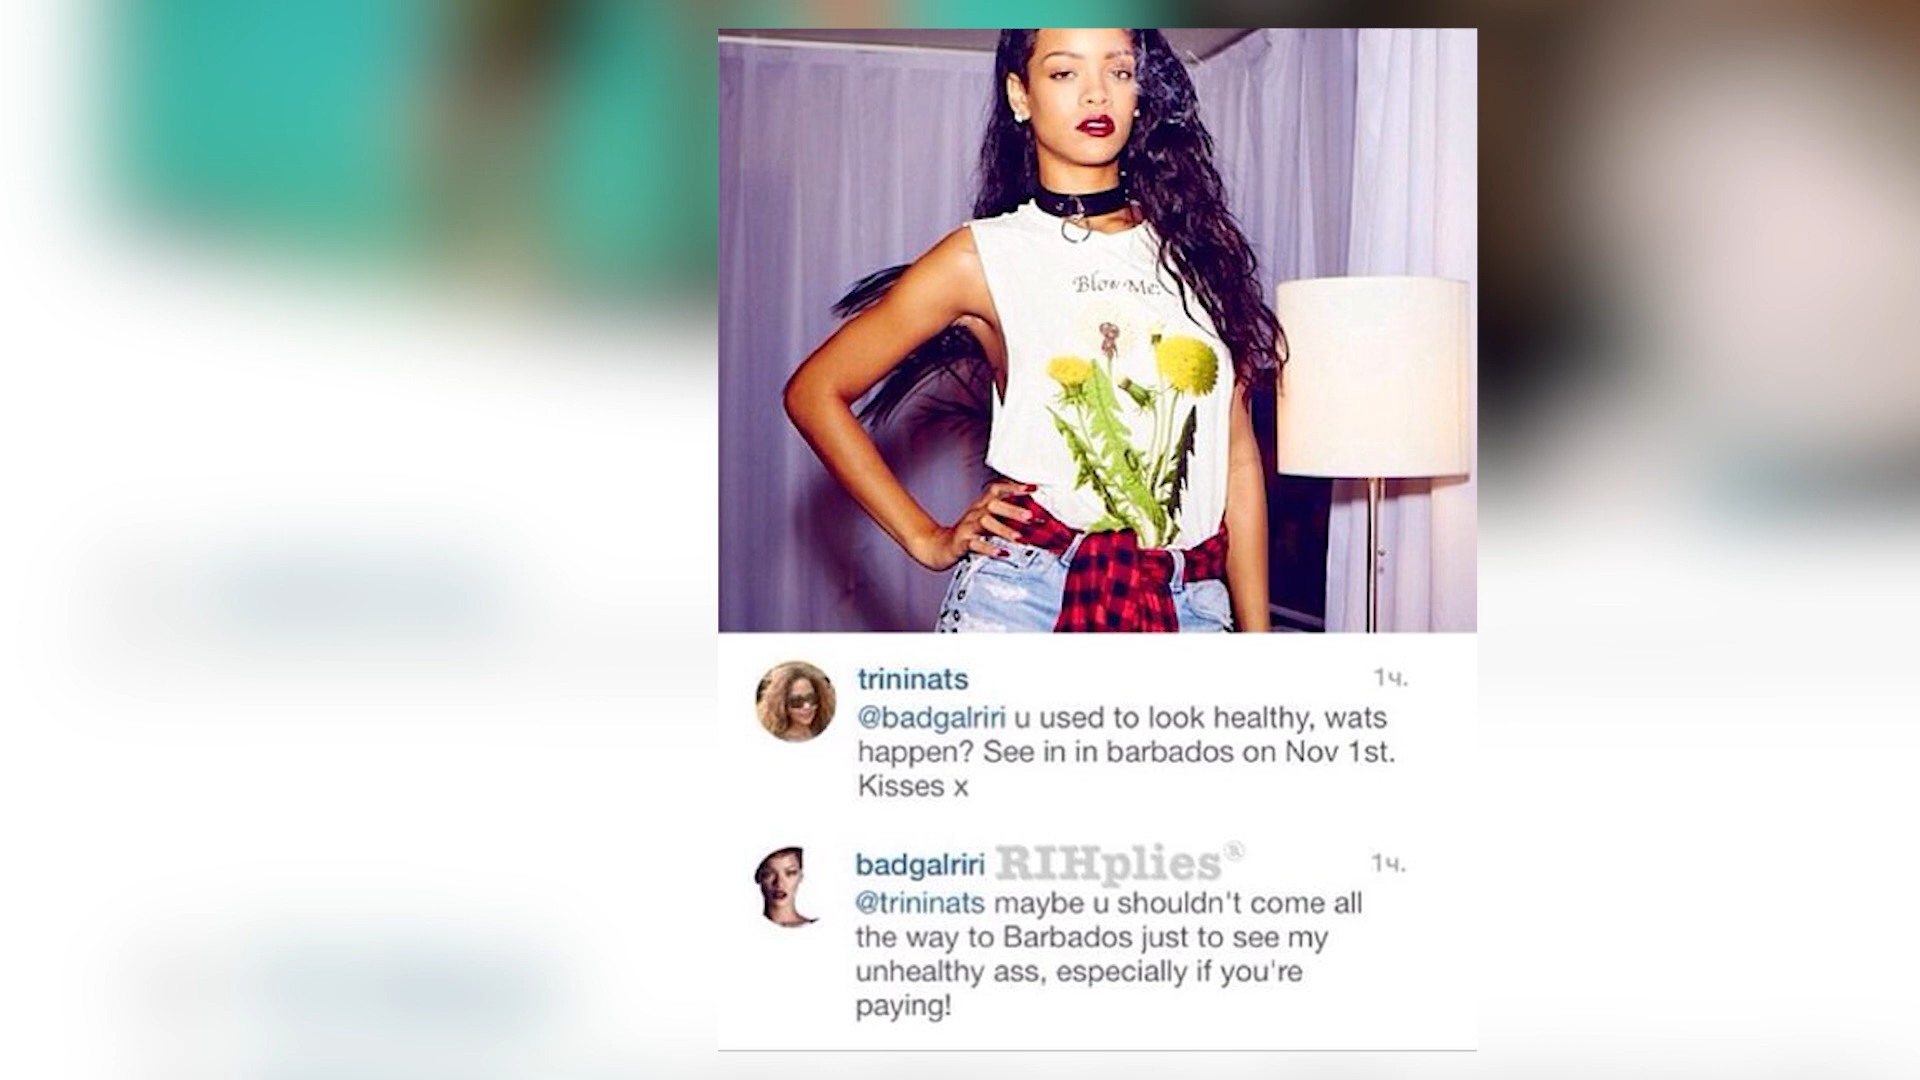 Blow Me.
trininats 1ч.
@badgalriri u used to look healthy, wats
happen? See in in barbados on Nov 1st.
Kisses x
badgalriri RIHplies® 1ч.
@trininats maybe u shouldn't come all
the way to Barbados just to see my
unhealthy ass, especially if you're
paying!